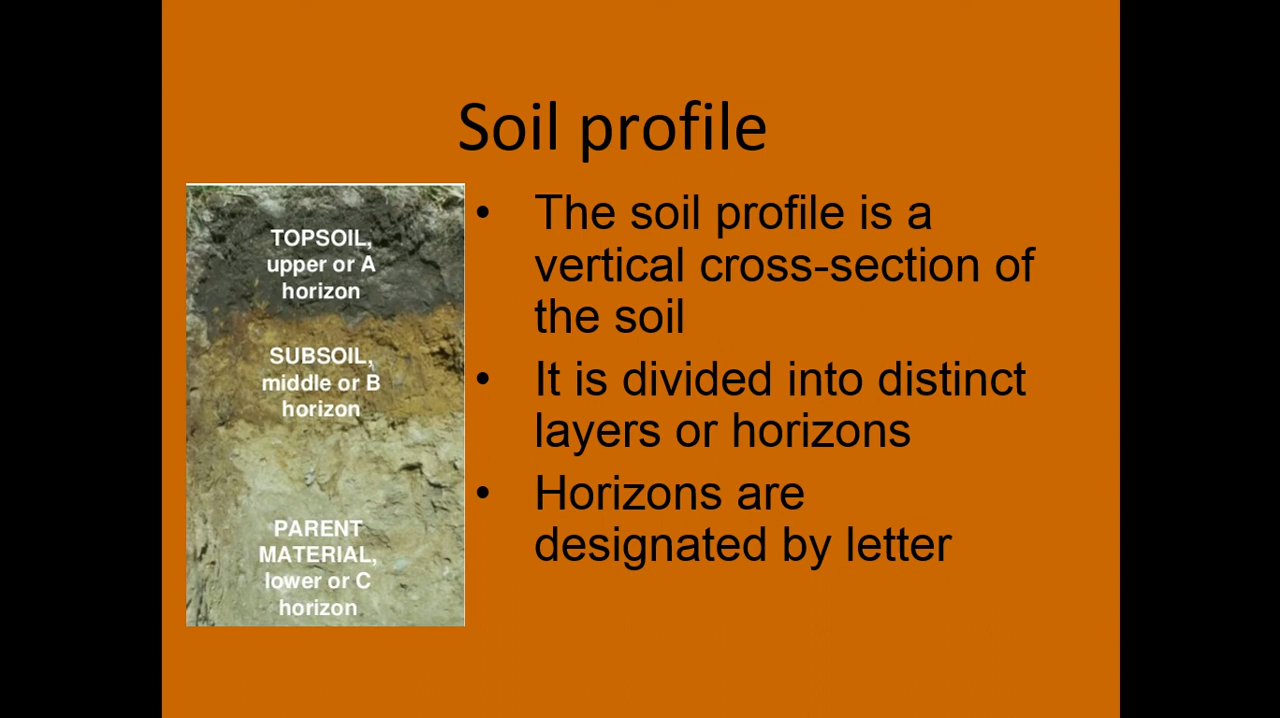 Soil profile
TOPSOIL,
upper or A
horizon
SUBSOIL,
middle or B
horizon
PARENT
MATERIAL,
lower or C
horizon
• The soil profile is a
vertical cross-section of
the soil
• It is divided into distinct
layers or horizons
• Horizons are
designated by letter